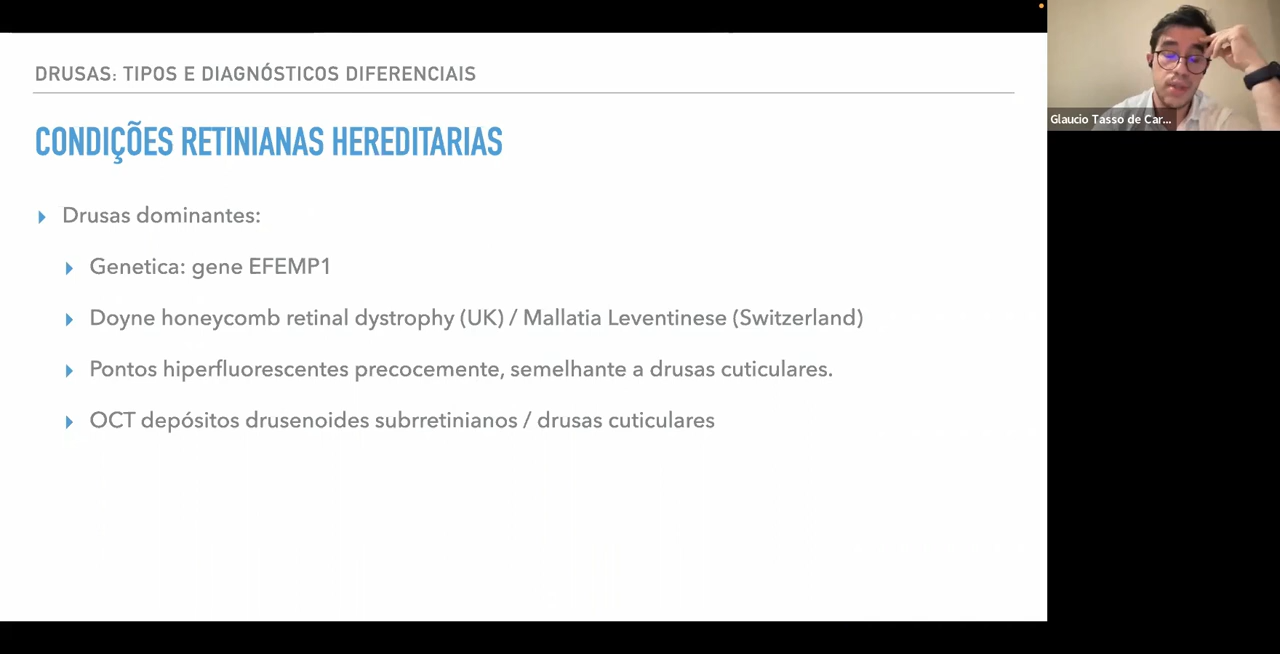 DRUSAS: TIPOS E DIAGNÓSTICOS DIFERENCIAIS
CONDIÇÕES RETINIANAS HEREDITARIAS
Drusas dominantes:
Genetica: gene EFEMP1
Doyne honeycomb retinal dystrophy (UK) / Mallatia Leventinese (Switzerland)
Pontos hiperfluorescentes precocemente, semelhante a drusas cuticulares.
OCT depósitos drusenoides subrretinianos / drusas cuticulares
Glaucio Tasso de Car...